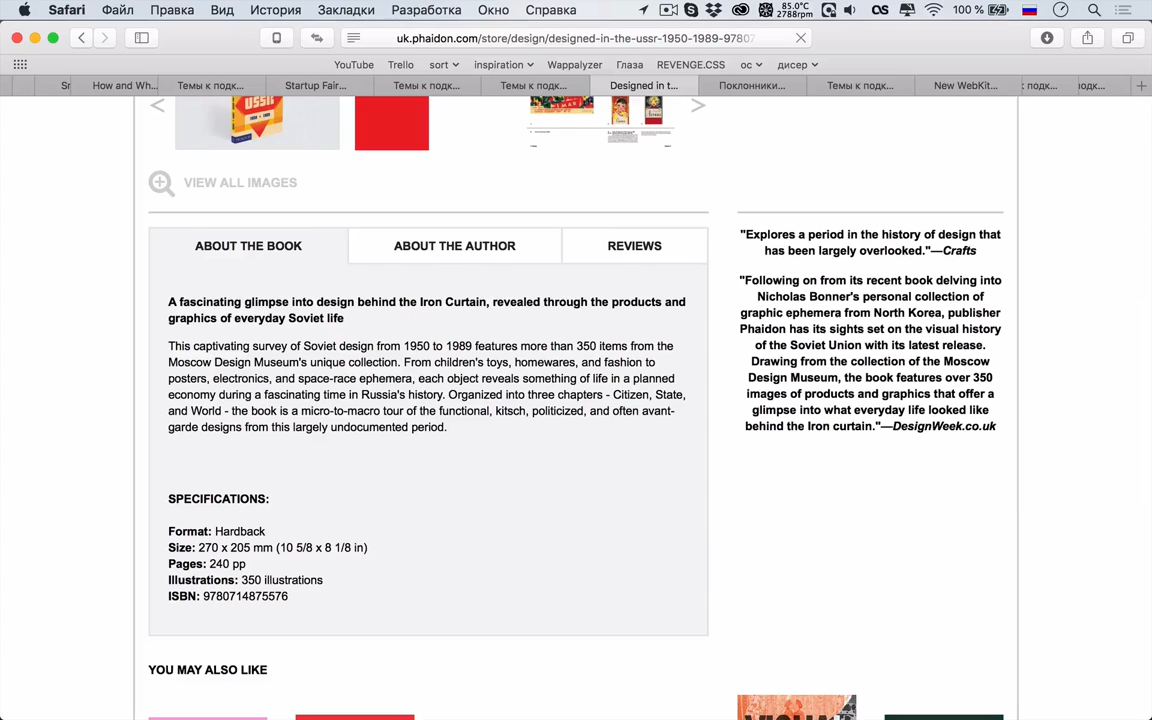 Safari Файл Правка Вид История Закладки Разработка Окно Справка 85.0°C 2788rpm 100 %
uk.phaidon.com/store/design/designed-in-the-ussr-1950-1989-97807
YouTube Trello sort inspiration Wappalyzer Глаза REVENGE.CSS ос дисер
Sr How and Wh... Темы к подк... Startup Fair... Темы к подк... Темы к подк... Designed in t... Поклонники... Темы к подк... New WebKit... подк... подк...
USSR
VIEW ALL IMAGES
ABOUT THE BOOK ABOUT THE AUTHOR REVIEWS
A fascinating glimpse into design behind the Iron Curtain, revealed through the products and
graphics of everyday Soviet life
This captivating survey of Soviet design from 1950 to 1989 features more than 350 items from the
Moscow Design Museum's unique collection. From children's toys, homewares, and fashion to
posters, electronics, and space-race ephemera, each object reveals something of life in a planned
economy during a fascinating time in Russia's history. Organized into three chapters - Citizen, State,
and World - the book is a micro-to-macro tour of the functional, kitsch, politicized, and often avant-
garde designs from this largely undocumented period.
SPECIFICATIONS:
Format: Hardback
Size: 270 x 205 mm (10 5/8 x 8 1/8 in)
Pages: 240 pp
Illustrations: 350 illustrations
ISBN: 9780714875576
"Explores a period in the history of design that
has been largely overlooked."—Crafts
"Following on from its recent book delving into
Nicholas Bonner's personal collection of
graphic ephemera from North Korea, publisher
Phaidon has its sights set on the visual history
of the Soviet Union with its latest release.
Drawing from the collection of the Moscow
Design Museum, the book features over 350
images of products and graphics that offer a
glimpse into what everyday life looked like
behind the Iron curtain."—DesignWeek.co.uk
YOU MAY ALSO LIKE